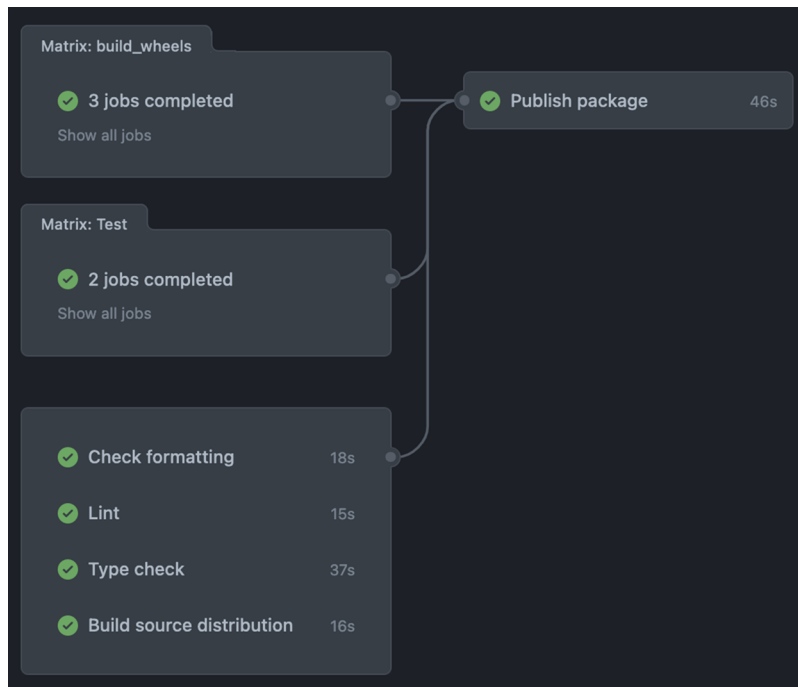 Matrix: build_wheels
3 jobs completed
Show all jobs
Publish package 46s
Matrix: Test
2 jobs completed
Show all jobs
Check formatting 18s
Lint 15s
Type check 37s
Build source distribution 16s